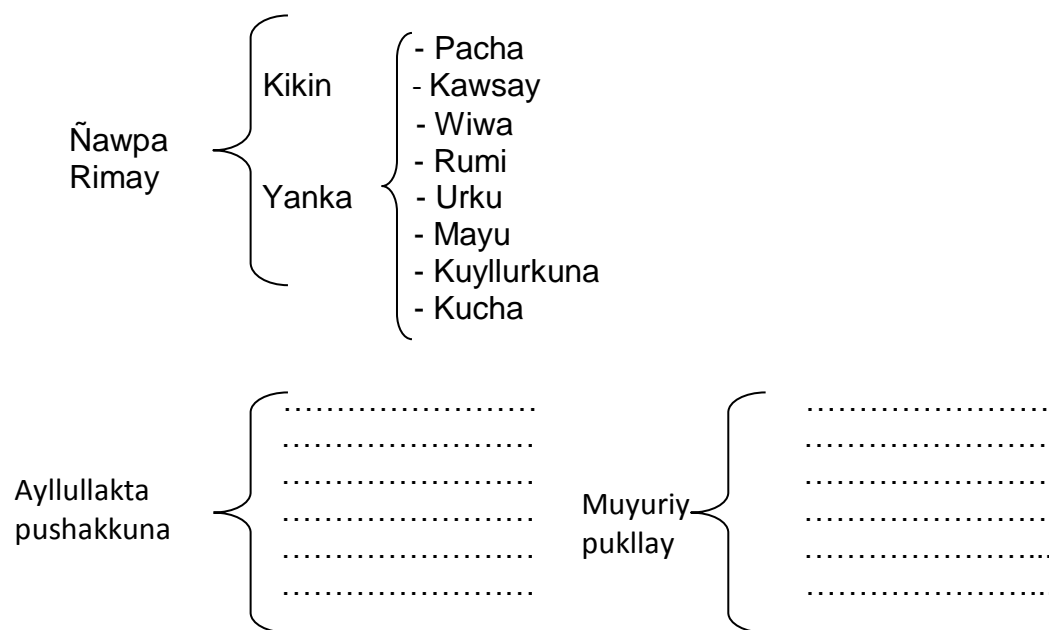 Ñawpa
Rimay
Kikin
Yanka
- Pacha
- Kawsay
- Wiwa
- Rumi
- Urku
- Mayu
- Kuyllurkuna
- Kucha
Ayllullakta
pushakkuna
……………………
……………………
……………………
……………………
……………………
……………………
Muyuriy
pukllay
……………………
……………………
……………………
……………………
……………………..
……………………..